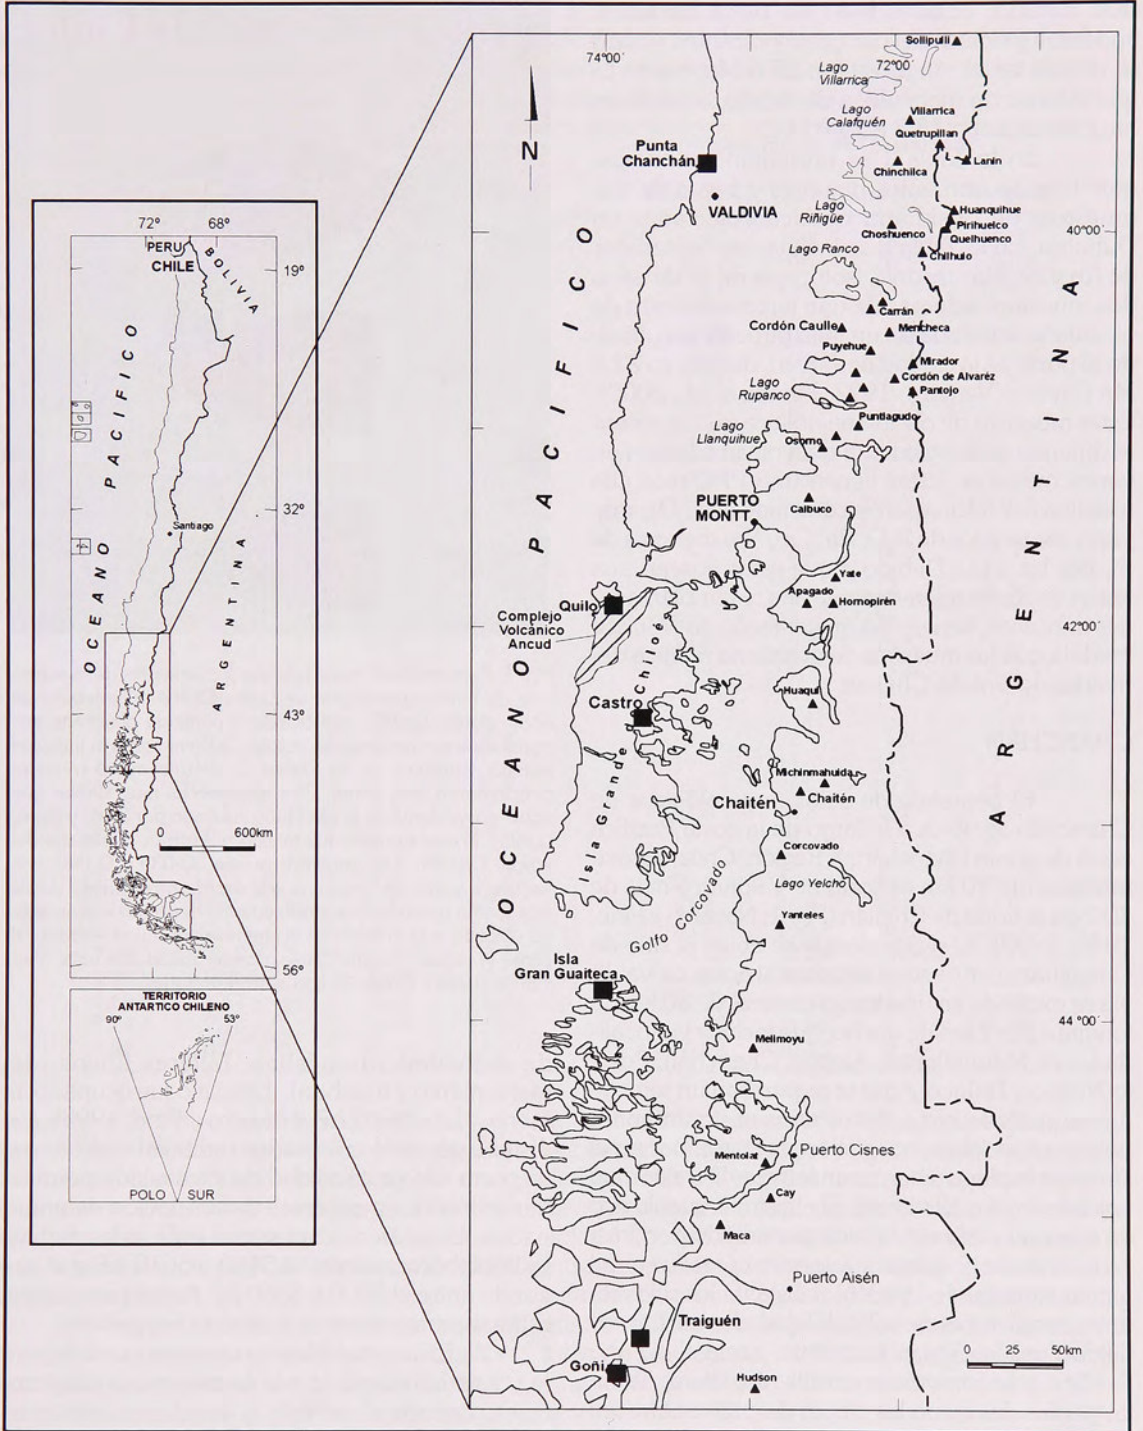 72° 68°
PERU
CHILE
BOLIVIA
19°
OCEANO PACIFICO
32°
Santiago
ARGENTINA
43°
0 600km
56°
TERRITORIO
ANTARTICO CHILENO
90° 53°
POLO SUR
74°00´
72°00´
Sollipulli
Lago
Villarrica
N
Lago
Calafquén
Villarrica
Quetrupillan
Punta
Chanchán
Lanín
Chinchilca
VALDIVIA
Lago
Riñigüe
Huanquihue
Pirihuelco
Quelhuenco
Choshuenco
40°00´
Lago Ranco
Chilhulo
Carrán
Cordón Caulle
Mencheca
Puyehue
Mirador
Cordón de Alvaréz
Pantojo
Lago
Rupanco
Puntiagudo
Lago
Llanquihue
Osorno
PUERTO
MONTT
Calbuco
OCEANO PACIFICO
ARGENTINA
Yate
Apagado
Hornopirén
Quilo
Complejo
Volcánico
Ancud
42°00´
Isla Grande Chiloé
Castro
Huaqui
Michinmahuida
Chaitén
Chaitén
Corcovado
Lago Yelcho
Golfo Corcovado
Yanteles
Isla
Gran Guaiteca
44°00´
Melimoyu
Puerto Cisnes
Mentolat
Cay
Maca
Puerto Aisén
Traiguén
0 25 50km
Goñi
Hudson